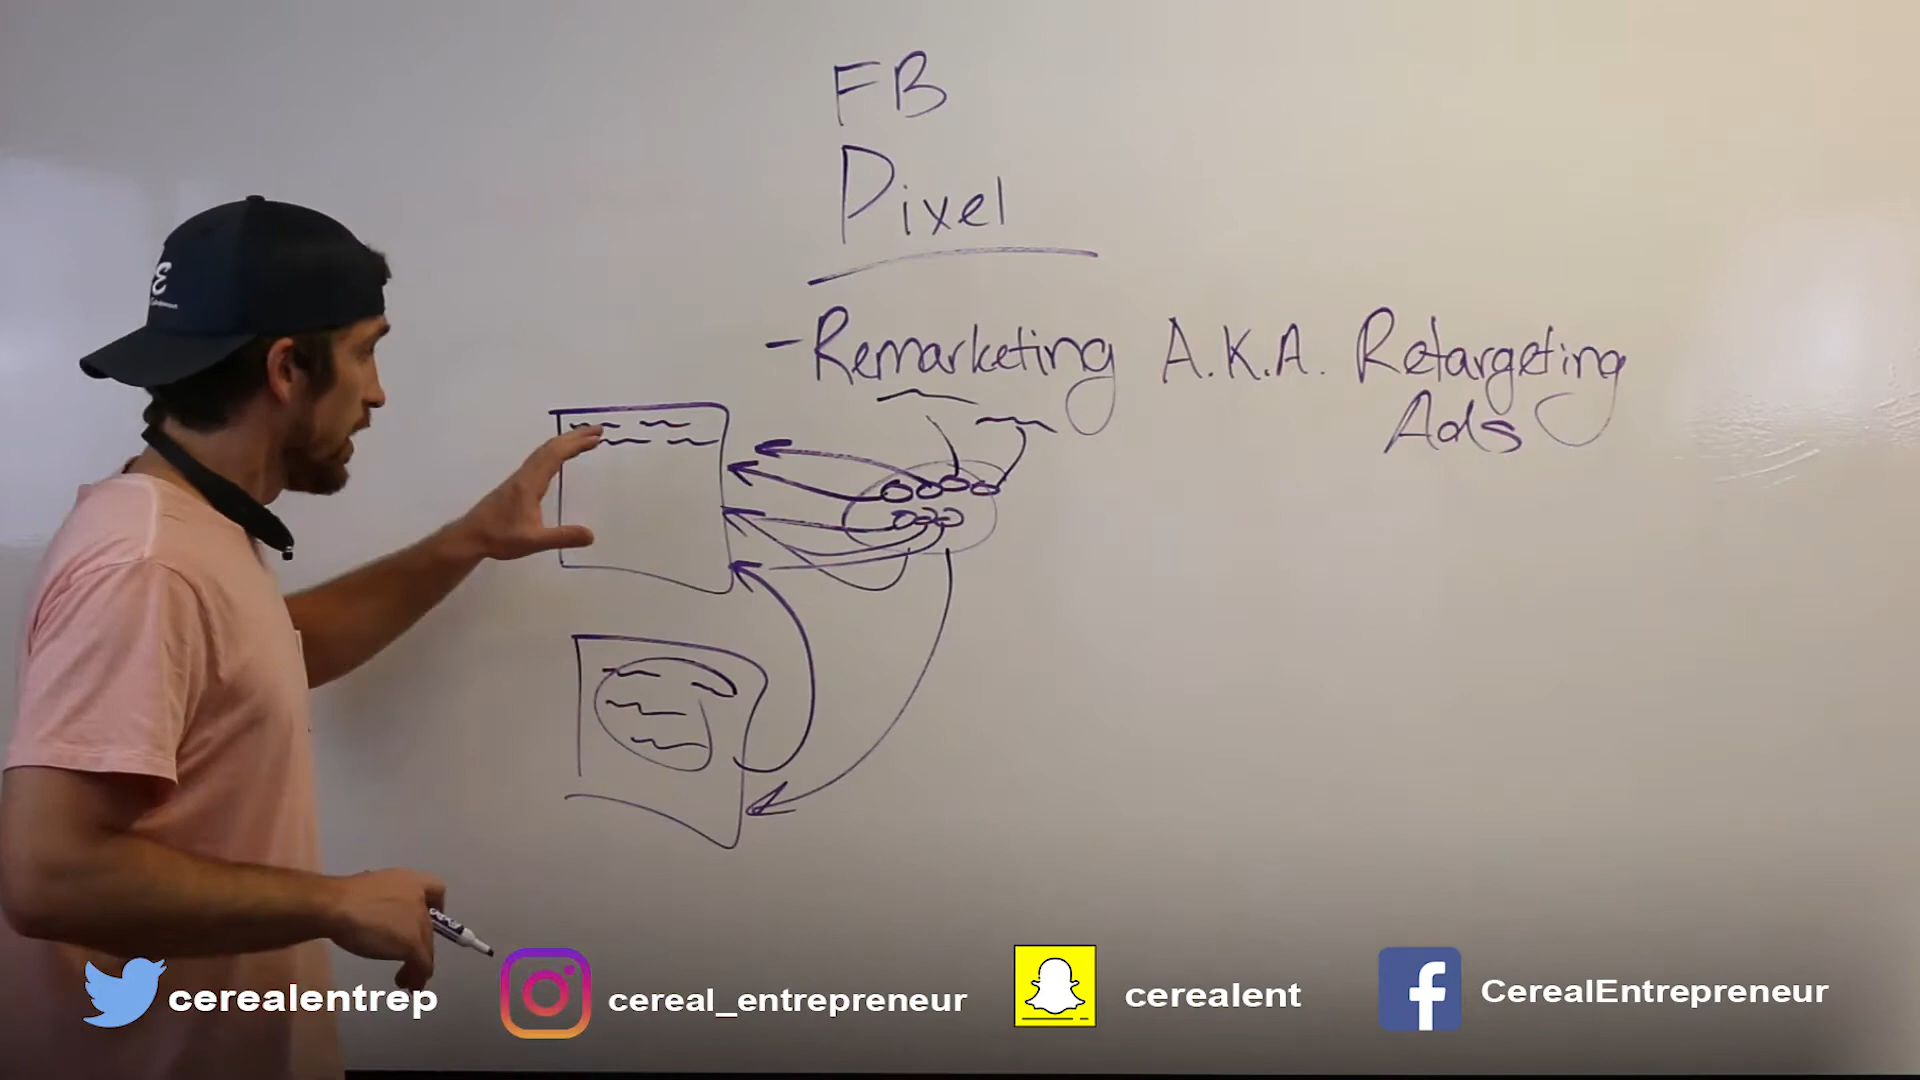 FB
Pixel
- Remarketing A.K.A. Retargeting
Ads
E
cerealentrep
cereal_entrepreneur
cerealent
CerealEntrepreneur